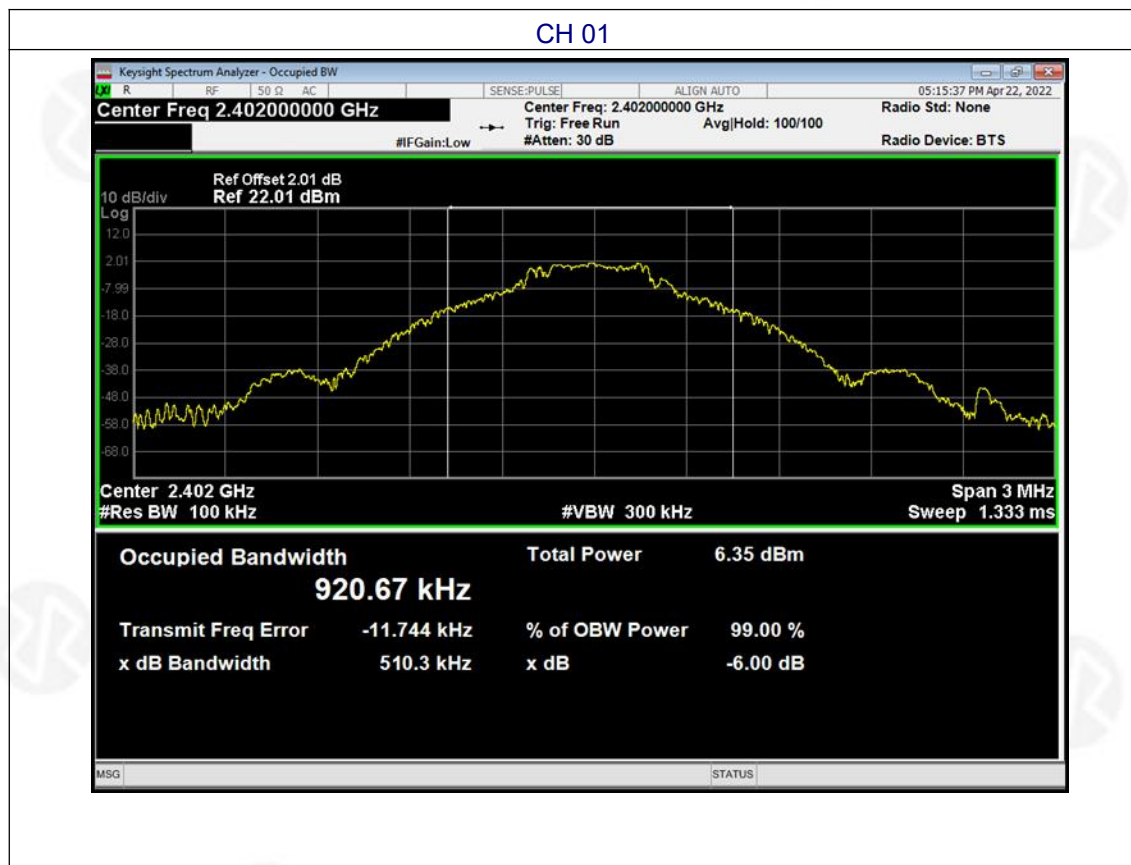 CH 01
Keysight Spectrum Analyzer - Occupied BW
LXI R RF 50 Ω AC SENSE:PULSE ALIGN AUTO 05:15:37 PM Apr 22, 2022
Center Freq 2.402000000 GHz Center Freq: 2.402000000 GHz Radio Std: None
Trig: Free Run Avg|Hold: 100/100
#IFGain:Low #Atten: 30 dB Radio Device: BTS
Ref Offset 2.01 dB
10 dB/div Ref 22.01 dBm
Log
12.0
2.01
-7.99
-18.0
-28.0
-38.0
-48.0
-58.0
-68.0
Center 2.402 GHz Span 3 MHz
#Res BW 100 kHz #VBW 300 kHz Sweep 1.333 ms
Occupied Bandwidth Total Power 6.35 dBm
920.67 kHz
Transmit Freq Error -11.744 kHz % of OBW Power 99.00 %
x dB Bandwidth 510.3 kHz x dB -6.00 dB
MSG STATUS